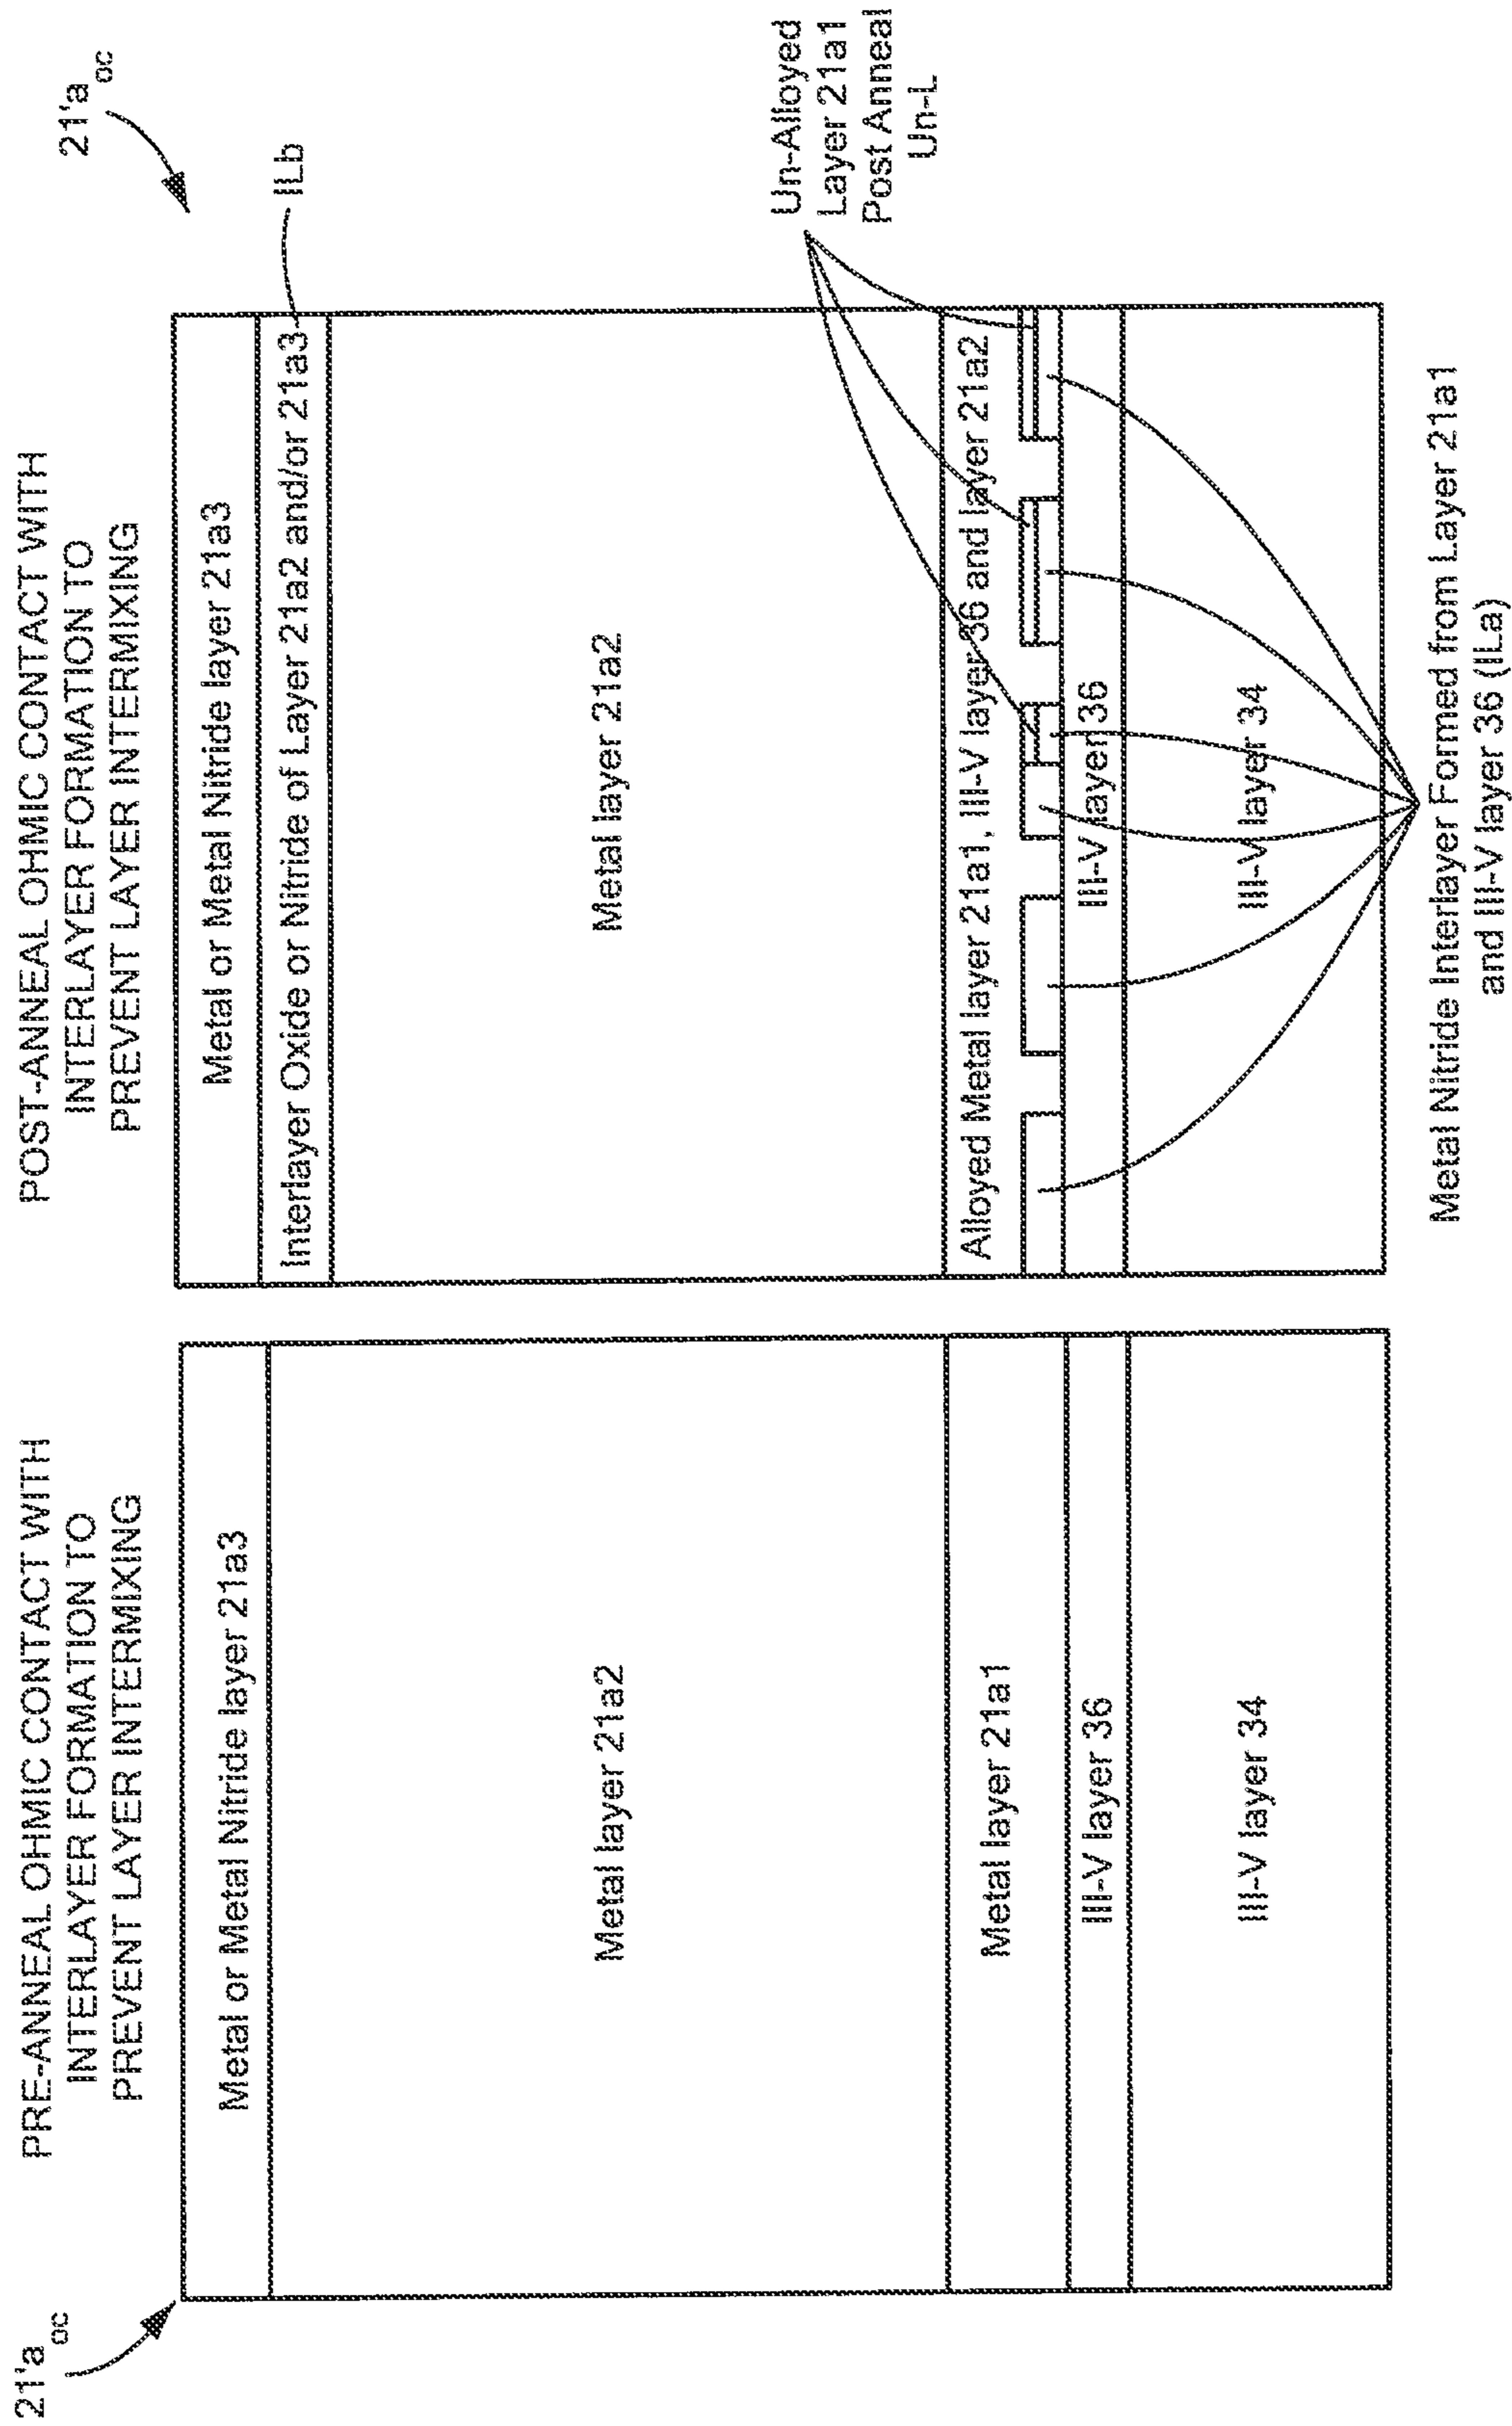 21'a
oc
PRE-ANNEAL OHMIC CONTACT WITH
INTERLAYER FORMATION TO
PREVENT LAYER INTERMIXING
Metal or Metal Nitride layer 21a3
Metal layer 21a2
Metal layer 21a1
III-V layer 36
III-V layer 34
POST-ANNEAL OHMIC CONTACT WITH
INTERLAYER FORMATION TO
PREVENT LAYER INTERMIXING
21'a
oc
Metal or Metal Nitride layer 21a3
Interlayer Oxide or Nitride of Layer 21a2 and/or 21a3
ILb
Metal layer 21a2
Un-Alloyed
Layer 21a1
Post Anneal
Un-L
Alloyed Metal layer 21a1, III-V layer 36 and layer 21a2
III-V layer 36
III-V layer 34
Metal Nitride Interlayer Formed from Layer 21a1
and III-V layer 36 (ILa)